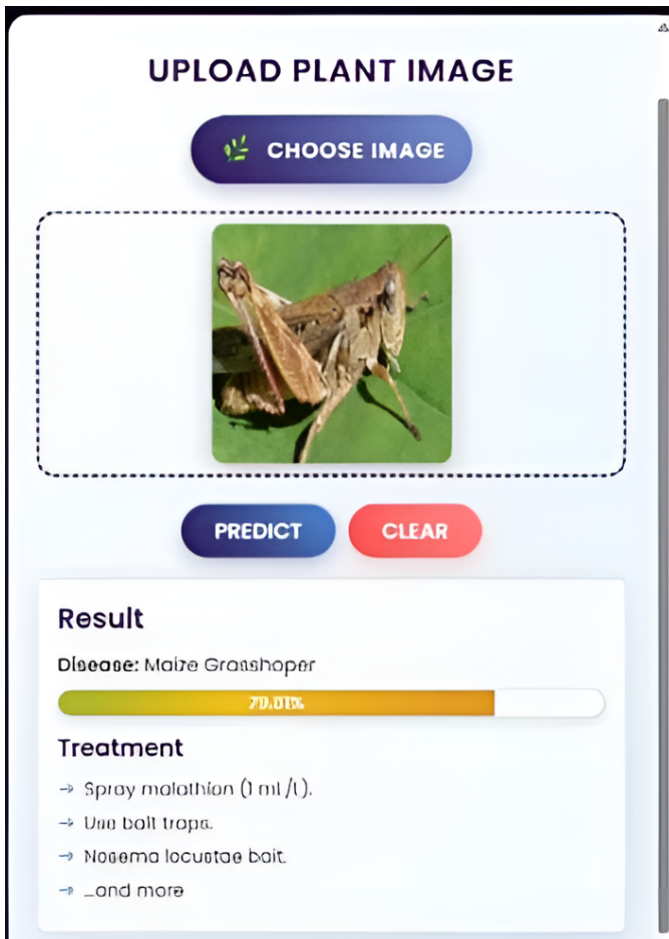 UPLOAD PLANT IMAGE
CHOOSE IMAGE
PREDICT
CLEAR
Result
Disease: Maize Grasshoper
Treatment
→ Spray malathion (1 ml/l).
→ Use bait traps.
→ Nosema locustae bait.
→ ...and more